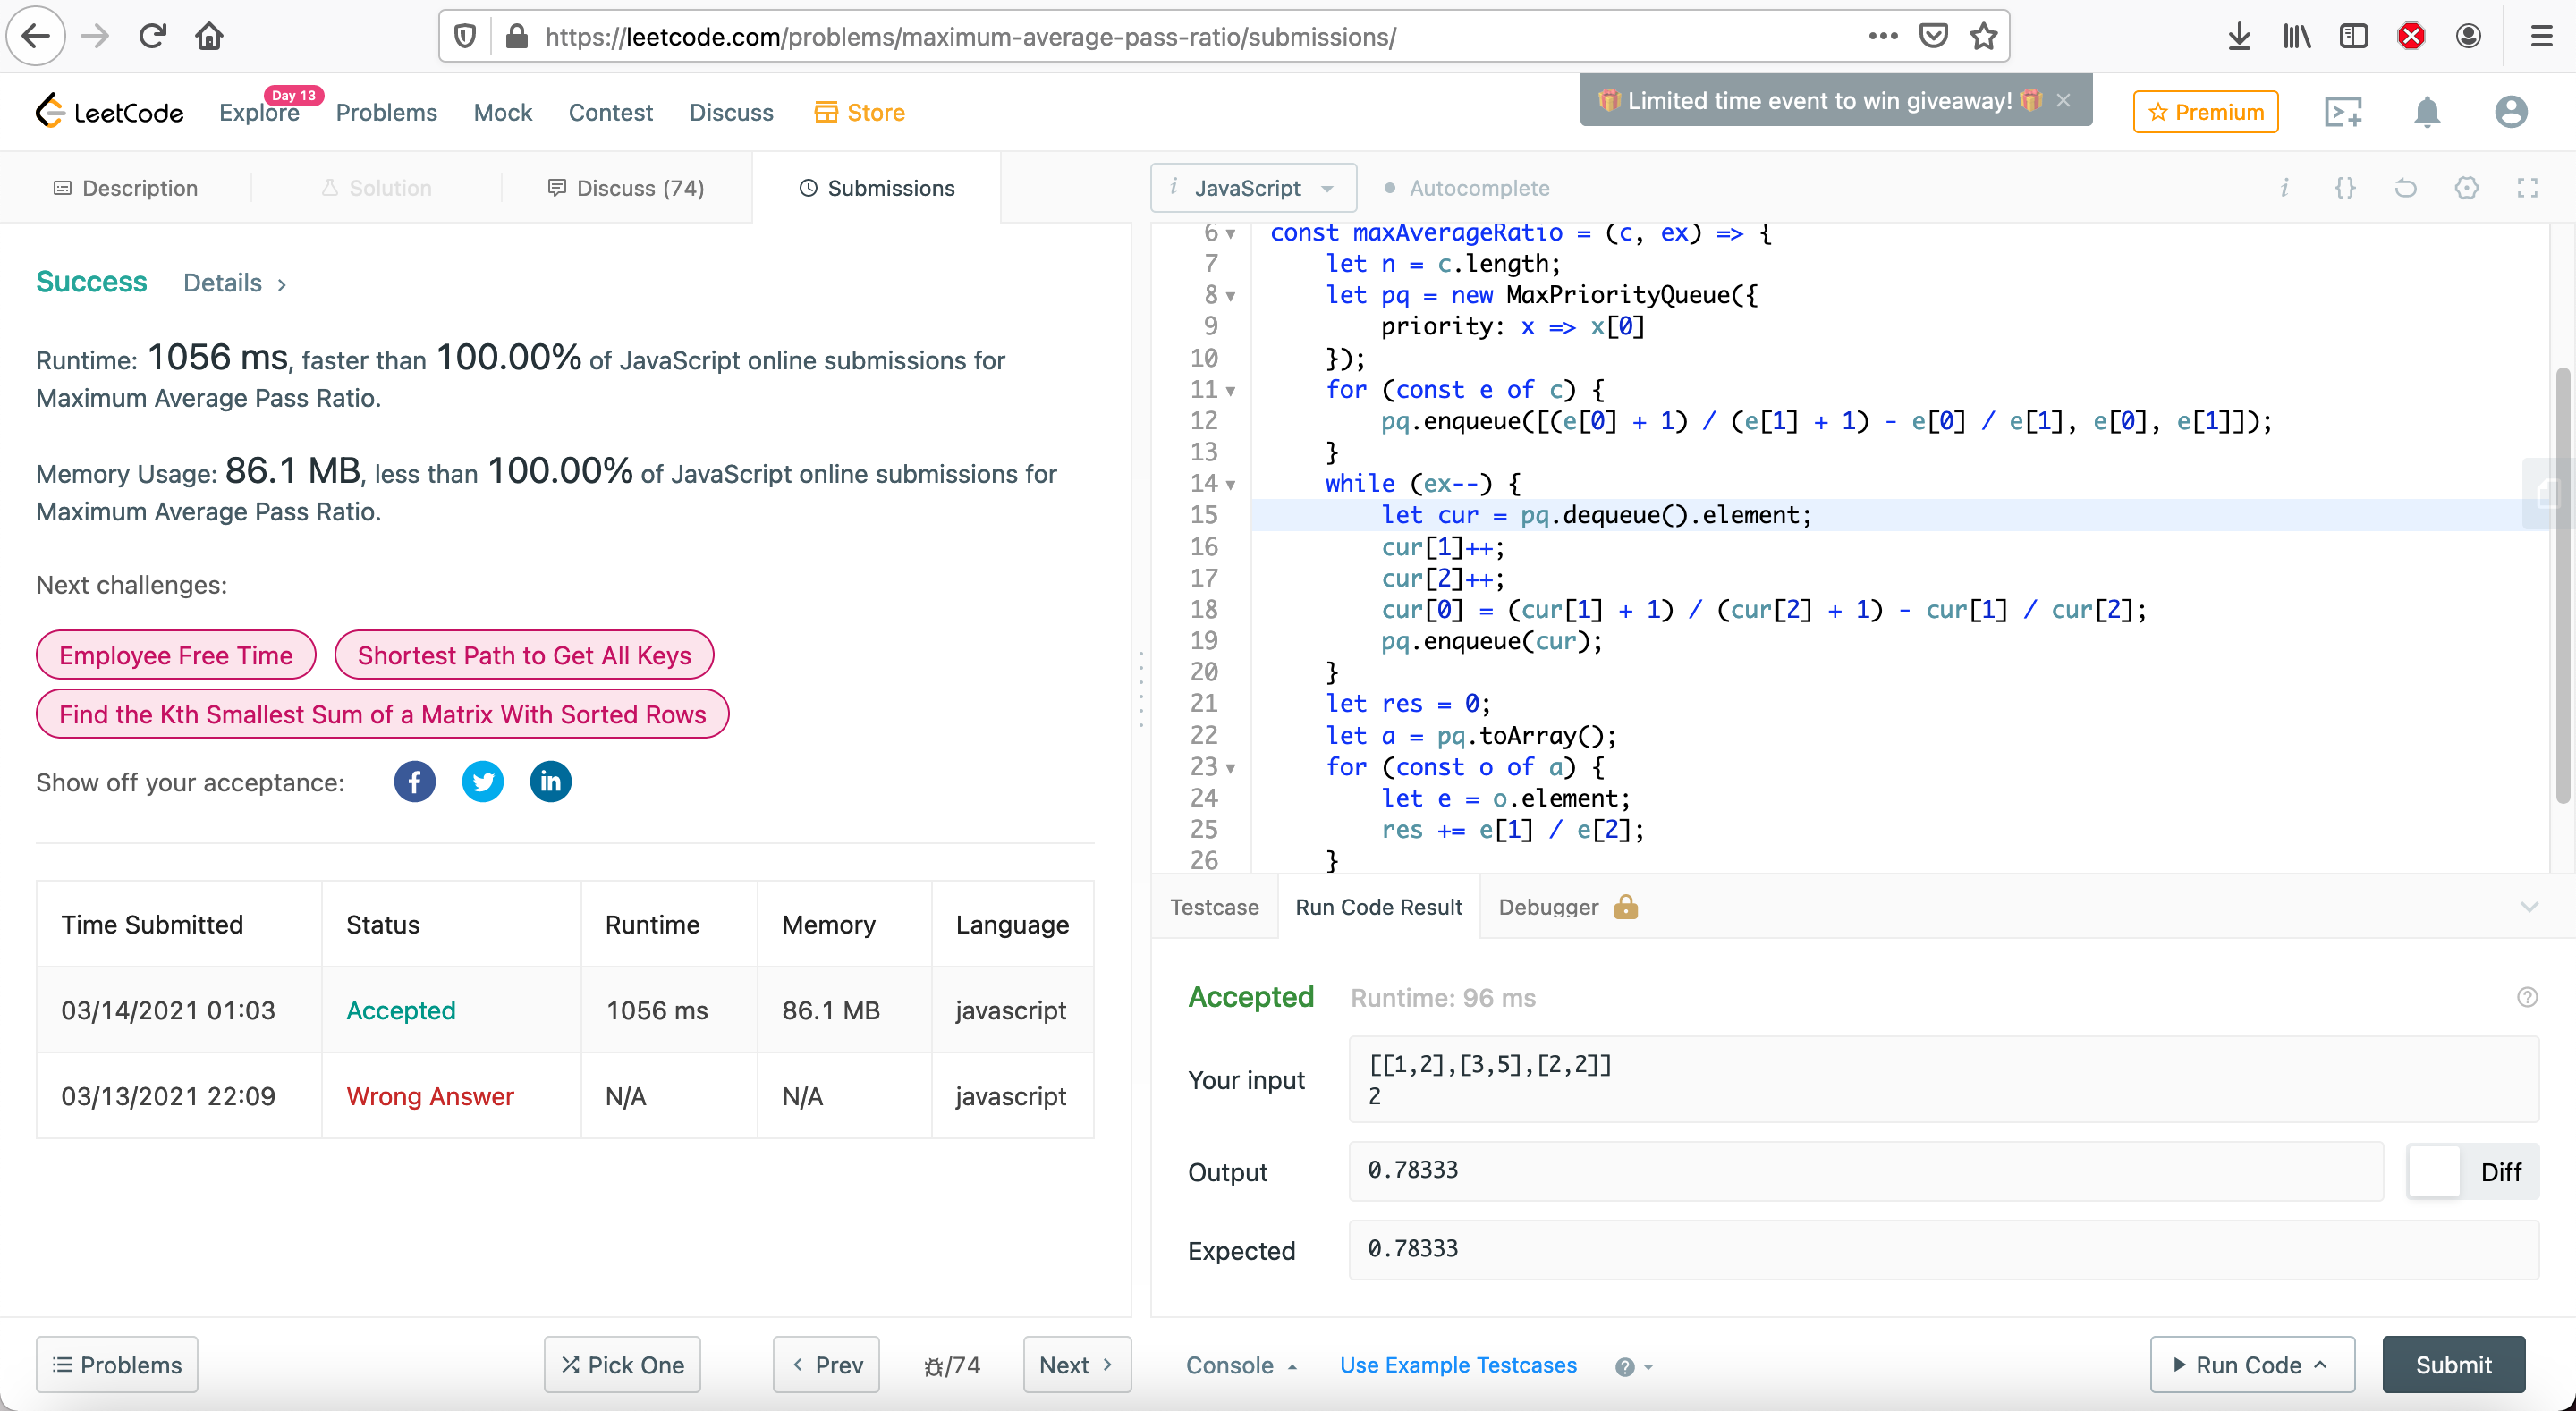 https://leetcode.com/problems/maximum-average-pass-ratio/submissions/
LeetCode
Explore
Day 13
Problems
Mock
Contest
Discuss
Store
Limited time event to win giveaway!
Premium
Description
Solution
Discuss (74)
Submissions
JavaScript
Autocomplete
Success
Details
Runtime: 1056 ms, faster than 100.00% of JavaScript online submissions for
Maximum Average Pass Ratio.
Memory Usage: 86.1 MB, less than 100.00% of JavaScript online submissions for
Maximum Average Pass Ratio.
Next challenges:
Employee Free Time
Shortest Path to Get All Keys
Find the Kth Smallest Sum of a Matrix With Sorted Rows
Show off your acceptance:
Time Submitted Status Runtime Memory Language
03/14/2021 01:03 Accepted 1056 ms 86.1 MB javascript
03/13/2021 22:09 Wrong Answer N/A N/A javascript
6 const maxAverageRatio = (c, ex) => {
7 let n = c.length;
8 let pq = new MaxPriorityQueue({
9 priority: x => x[0]
10 });
11 for (const e of c) {
12 pq.enqueue([(e[0] + 1) / (e[1] + 1) - e[0] / e[1], e[0], e[1]]);
13 }
14 while (ex--) {
15 let cur = pq.dequeue().element;
16 cur[1]++;
17 cur[2]++;
18 cur[0] = (cur[1] + 1) / (cur[2] + 1) - cur[1] / cur[2];
19 pq.enqueue(cur);
20 }
21 let res = 0;
22 let a = pq.toArray();
23 for (const o of a) {
24 let e = o.element;
25 res += e[1] / e[2];
26 }
Testcase
Run Code Result
Debugger
Accepted
Runtime: 96 ms
Your input
[[1,2],[3,5],[2,2]]
2
Output
0.78333
Diff
Expected
0.78333
Problems
Pick One
Prev
/74
Next
Console
Use Example Testcases
Run Code
Submit